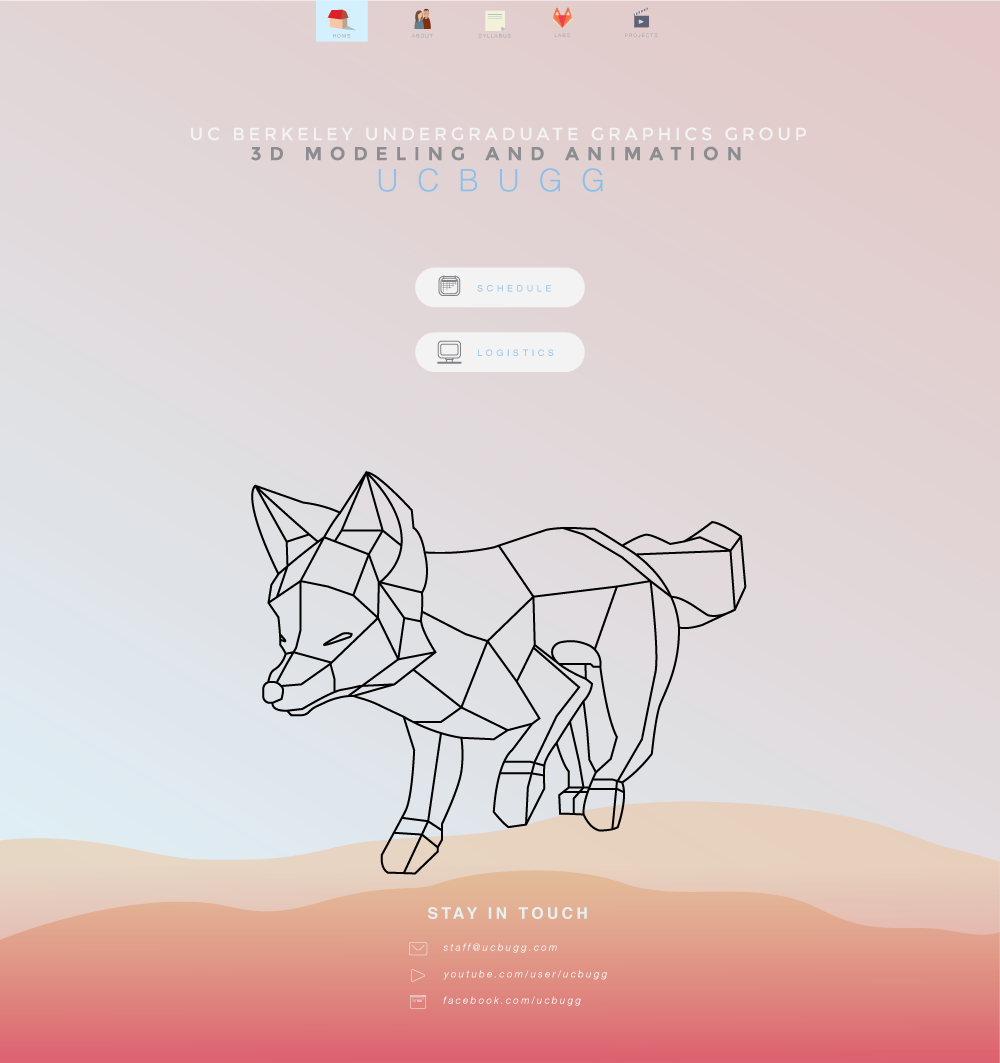 HOME ABOUT SYLLABUS LABS PROJECTS
UC BERKELEY UNDERGRADUATE GRAPHICS GROUP
3D MODELING AND ANIMATION
UCBUGG
SCHEDULE
LOGISTICS
STAY IN TOUCH
staff@ucbugg.com
youtube.com/user/ucbugg
facebook.com/ucbugg